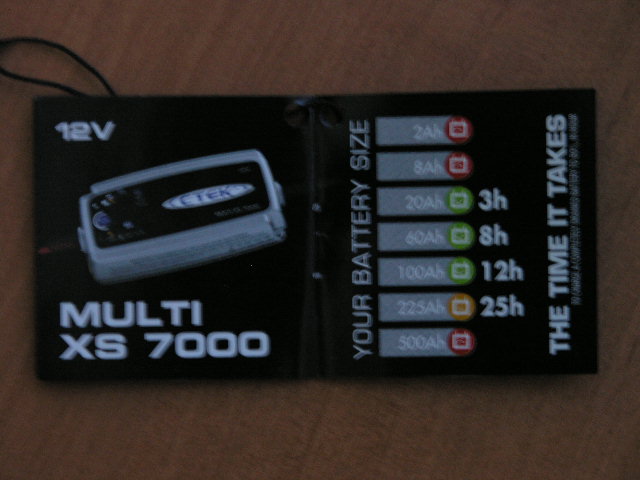 12V
CTEK
MULTI
XS 7000
YOUR BATTERY SIZE
2Ah
8Ah
20Ah 3h
60Ah 8h
100Ah 12h
225Ah 25h
500Ah
THE TIME IT TAKES